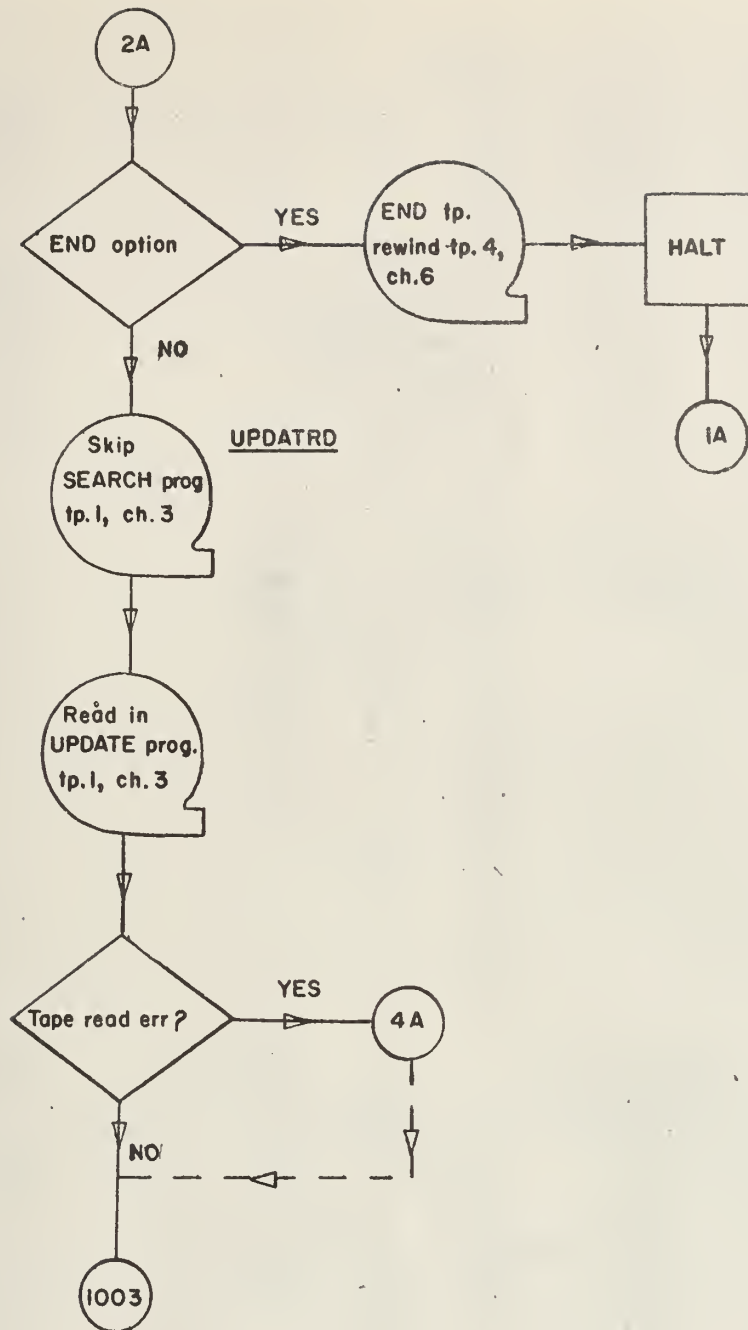 2A
END option
YES
END tp.
rewind tp. 4,
ch.6
HALT
1A
NO
Skip
SEARCH prog
tp.1, ch. 3
UPDATRD
Read in
UPDATE prog.
tp.1, ch. 3
Tape read err?
YES
4A
NO
1003